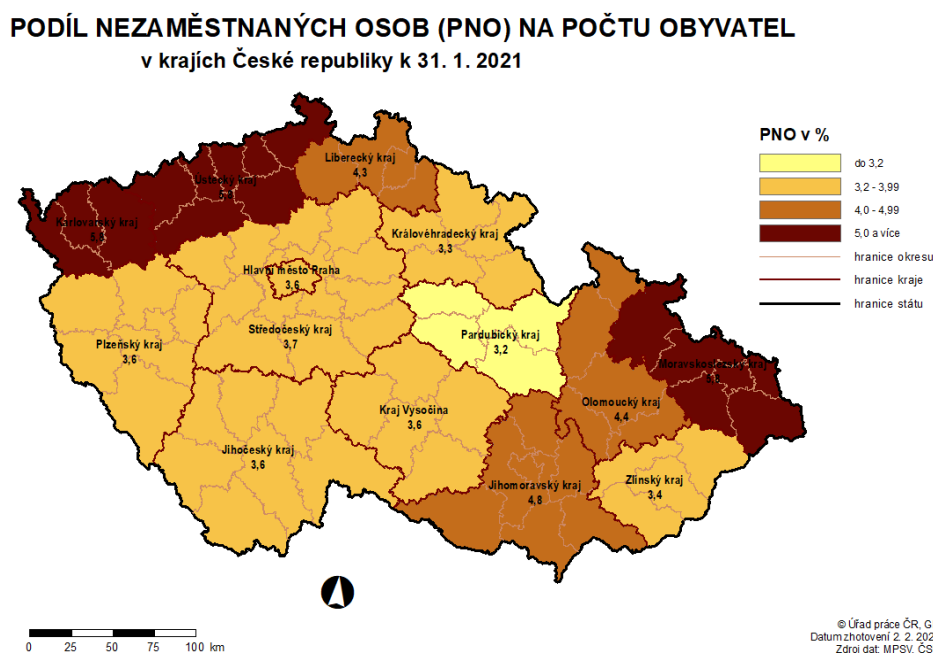 PODÍL NEZAMĚSTNANÝCH OSOB (PNO) NA POČTU OBYVATEL
v krajích České republiky k 31. 1. 2021
PNO v %
do 3,2
3,2 - 3,99
4,0 - 4,99
5,0 a více
hranice okresu
hranice kraje
hranice státu
Liberecký kraj
4,3
Ústecký kraj
Karlovarský kraj
Královéhradecký kraj
3,3
Hlavní město Praha
3,6
Středočeský kraj
3,7
Pardubický kraj
3,2
Plzeňský kraj
3,6
Moravskoslezský kraj
Kraj Vysočina
3,6
Olomoucký kraj
4,4
Jihočeský kraj
3,6
Jihomoravský kraj
4,8
Zlínský kraj
3,4
0 25 50 75 100 km
© Úřad práce ČR, G
Datum zhotovení 2. 2. 202
Zdroj dat: MPSV, ČS